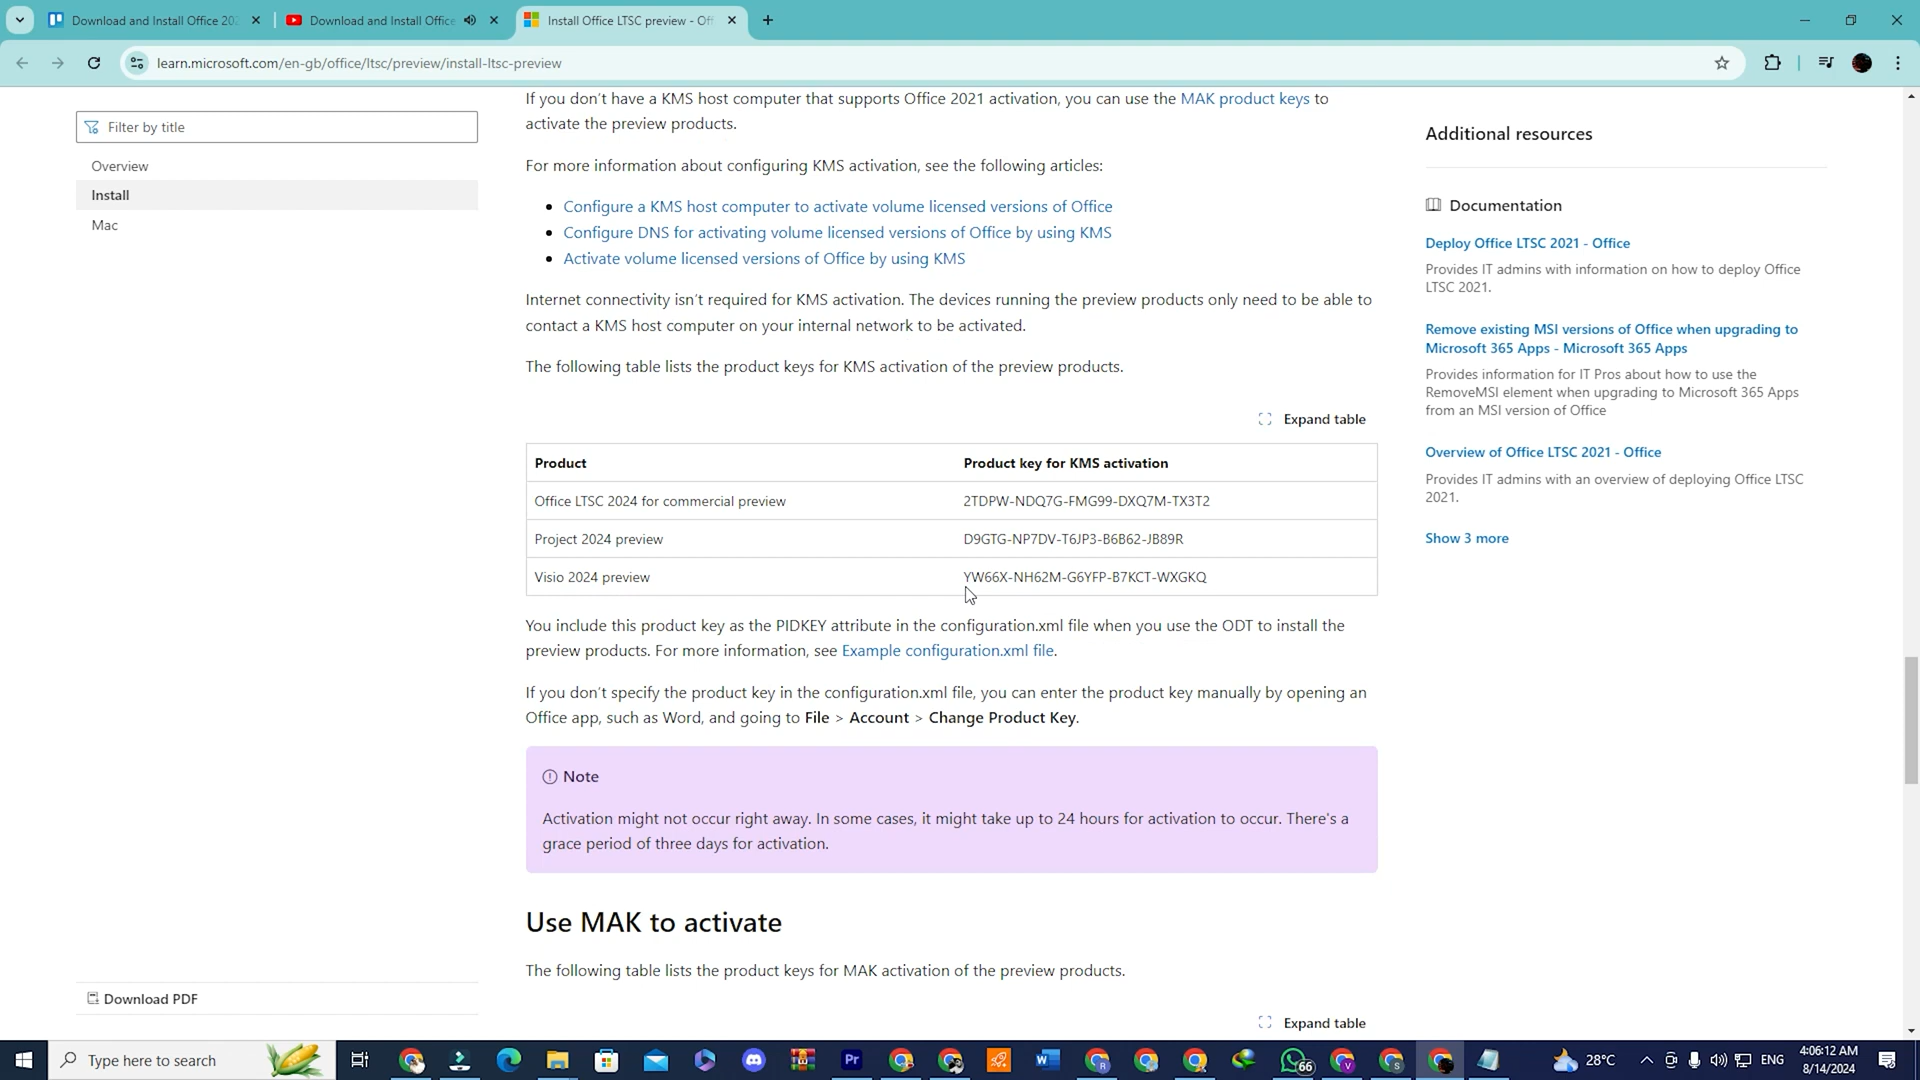 Download and Install Office 202
Download and Install Office
Install Office LTSC preview - Off
learn.microsoft.com/en-gb/office/ltsc/preview/install-ltsc-preview
Filter by title
Overview
Install
Mac
Download PDF
If you don't have a KMS host computer that supports Office 2021 activation, you can use the MAK product keys to
activate the preview products.
For more information about configuring KMS activation, see the following articles:
• Configure a KMS host computer to activate volume licensed versions of Office
• Configure DNS for activating volume licensed versions of Office by using KMS
• Activate volume licensed versions of Office by using KMS
Internet connectivity isn't required for KMS activation. The devices running the preview products only need to be able to
contact a KMS host computer on your internal network to be activated.
The following table lists the product keys for KMS activation of the preview products.
Expand table
Product Product key for KMS activation
Office LTSC 2024 for commercial preview 2TDPW-NDQ7G-FMG99-DXQ7M-TX3T2
Project 2024 preview D9GTG-NP7DV-T6JP3-B6B62-JB89R
Visio 2024 preview YW66X-NH62M-G6YFP-B7KCT-WXGKQ
You include this product key as the PIDKEY attribute in the configuration.xml file when you use the ODT to install the
preview products. For more information, see Example configuration.xml file.
If you don't specify the product key in the configuration.xml file, you can enter the product key manually by opening an
Office app, such as Word, and going to File > Account > Change Product Key.
Note
Activation might not occur right away. In some cases, it might take up to 24 hours for activation to occur. There's a
grace period of three days for activation.
Use MAK to activate
The following table lists the product keys for MAK activation of the preview products.
Expand table
Additional resources
Documentation
Deploy Office LTSC 2021 - Office
Provides IT admins with information on how to deploy Office
LTSC 2021.
Remove existing MSI versions of Office when upgrading to
Microsoft 365 Apps - Microsoft 365 Apps
Provides information for IT Pros about how to use the
RemoveMSI element when upgrading to Microsoft 365 Apps
from an MSI version of Office
Overview of Office LTSC 2021 - Office
Provides IT admins with an overview of deploying Office LTSC
2021.
Show 3 more
Type here to search
Pr
66
28°C
ENG
4:06:12 AM
8/14/2024